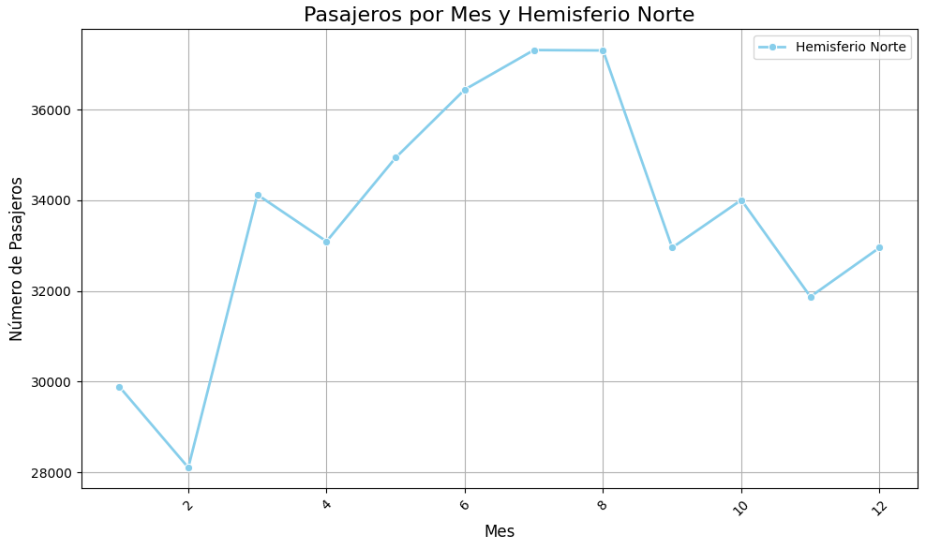 Pasajeros por Mes y Hemisferio Norte
Hemisferio Norte
Número de Pasajeros
36000
34000
32000
30000
28000
2
4
6
8
10
12
Mes